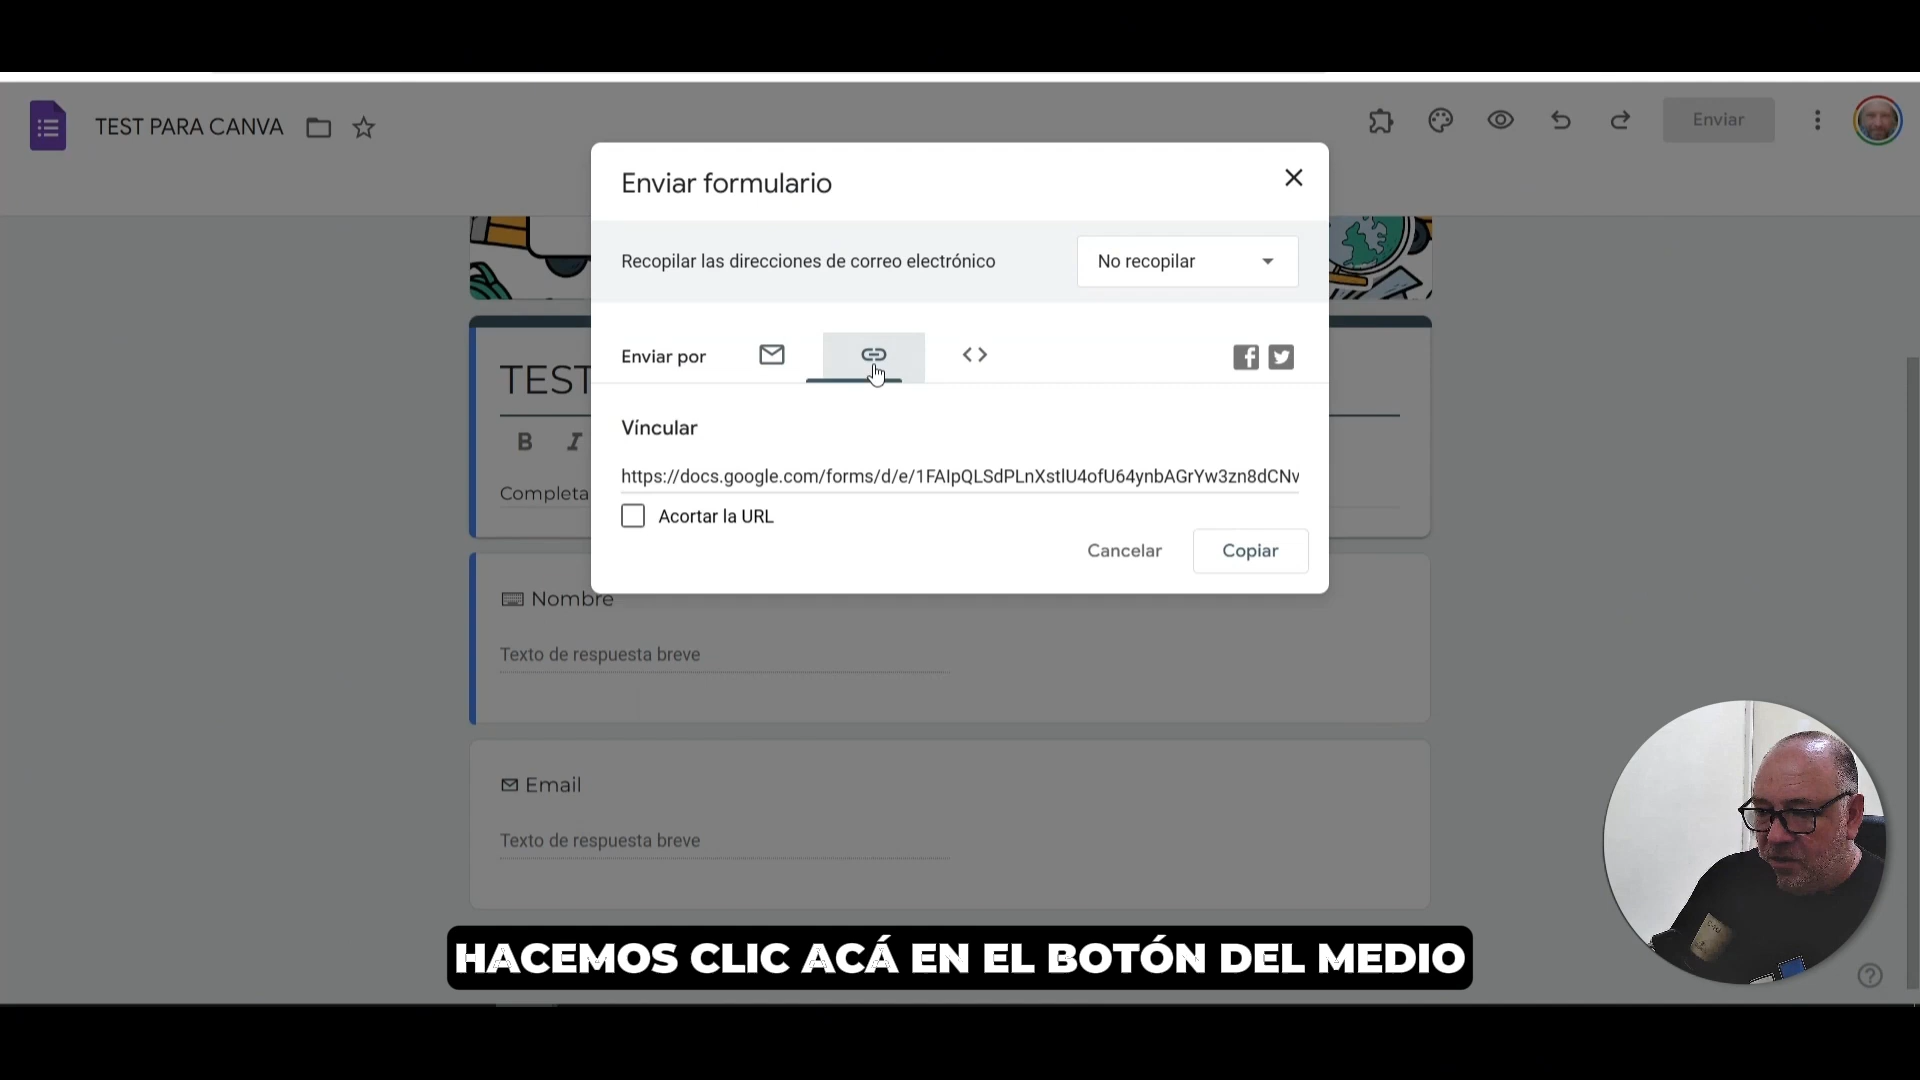 TEST PARA CANVA
Enviar
Enviar formulario
Recopilar las direcciones de correo electrónico
No recopilar
Enviar por
TEST
Víncular
B I
https://docs.google.com/forms/d/e/1FAIpQLSdPLnXstlU4ofU64ynbAGrYw3zn8dCNv
Completa
Acortar la URL
Cancelar
Copiar
Nombre
Texto de respuesta breve
Email
Texto de respuesta breve
HACEMOS CLIC ACÁ EN EL BOTÓN DEL MEDIO